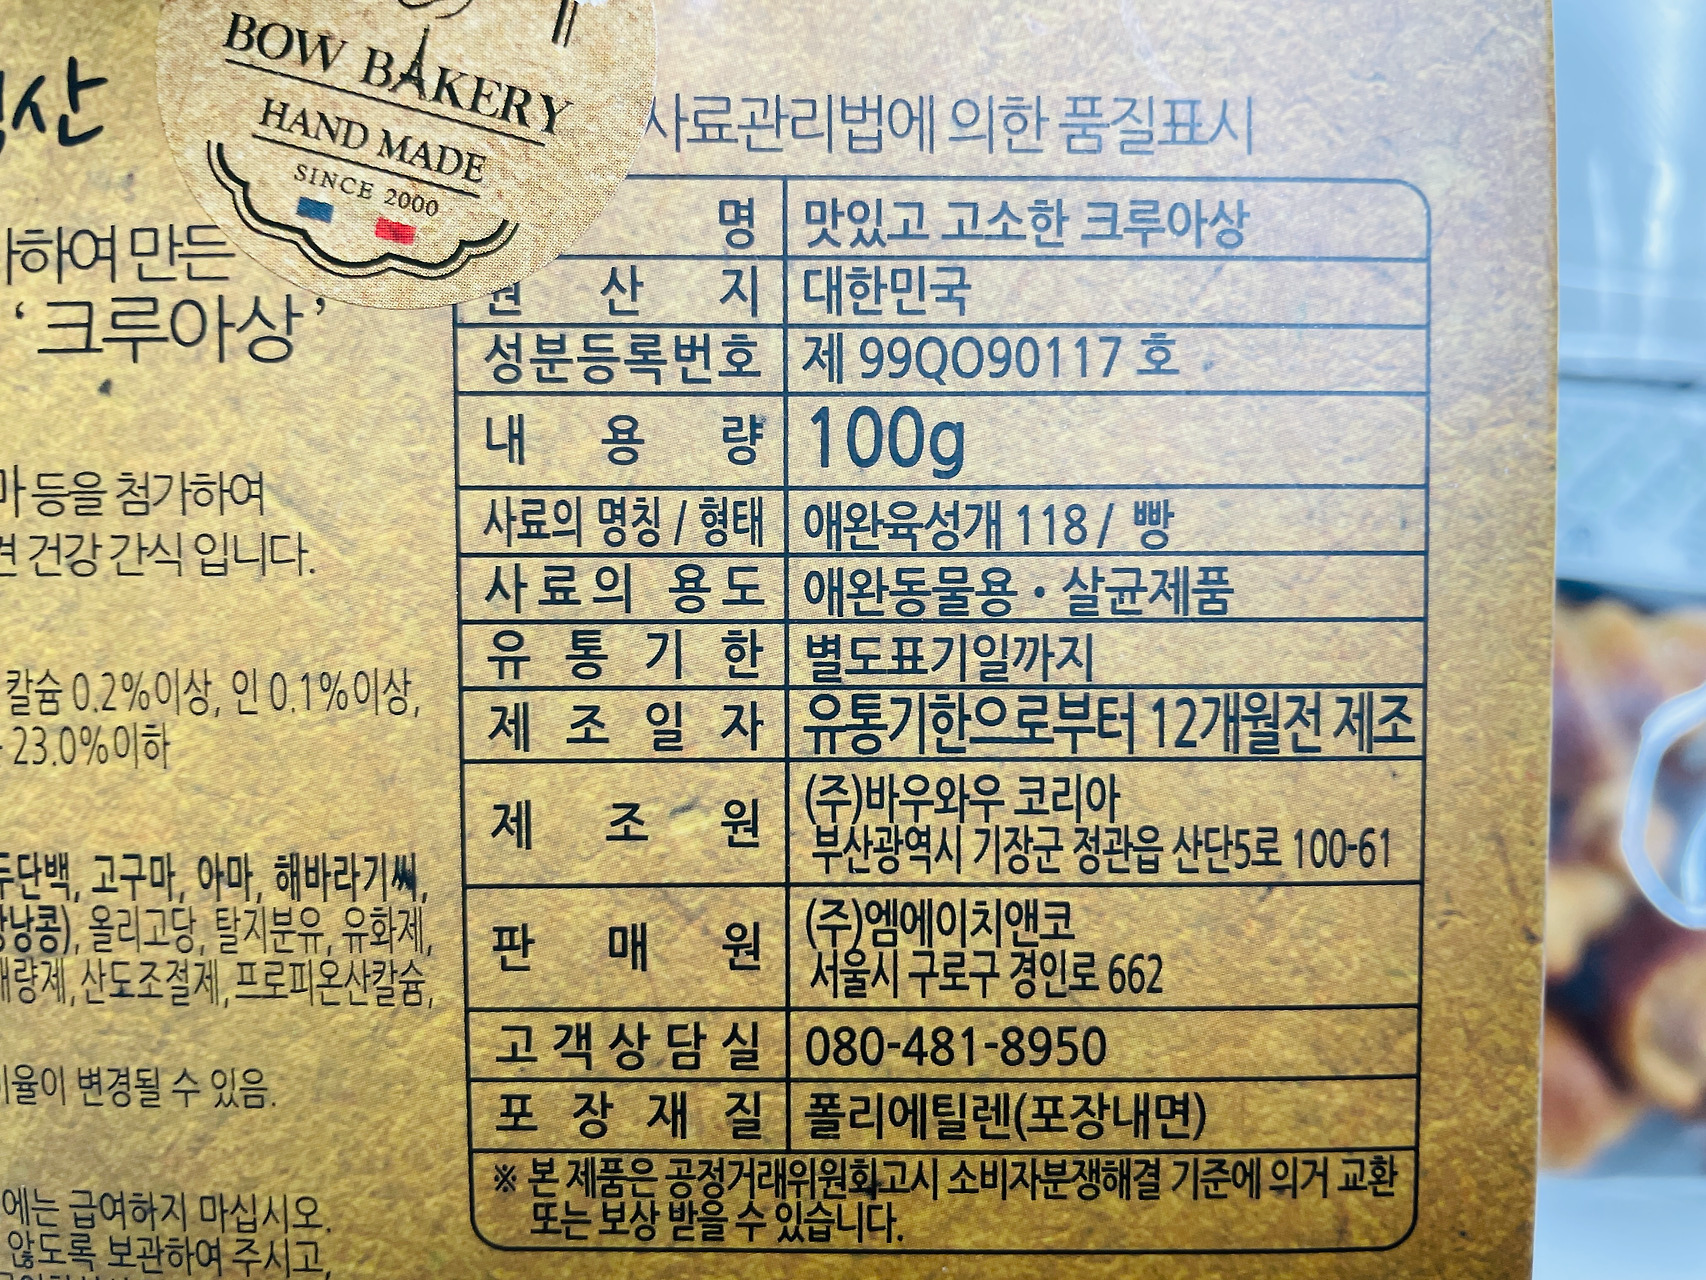 BOW BAKERY
HAND MADE
SINCE 2000
하여 만든
‘크루아상’
등을 첨가하여
건강 간식 입니다.
칼슘 0.2%이상, 인 0.1%이상,
23.0%이하
고구마, 아마, 해바라기씨,
올리고당, 탈지분유, 유화제,
산도조절제, 프로피온산칼슘,
변경될 수 있음.
에는 급여하지 마십시오.
않도록 보관하여 주시고,
사료관리법에 의한 품질표시
명 맛있고 고소한 크루아상
원 산 지 대한민국
성분등록번호 제 99QO90117 호
내 용 량 100g
사료의 명칭 / 형태 애완육성개 118 / 빵
사료의 용도 애완동물용 · 살균제품
유 통 기 한 별도표기일까지
제 조 일 자 유통기한으로부터 12개월전 제조
제 조 원 (주)바우와우 코리아
부산광역시 기장군 정관읍 산단5로 100-61
판 매 원 (주)엠에이치앤코
서울시 구로구 경인로 662
고객상담실 080-481-8950
포 장 재 질 폴리에틸렌(포장내면)
※ 본 제품은 공정거래위원회고시 소비자분쟁해결 기준에 의거 교환
또는 보상 받을 수 있습니다.